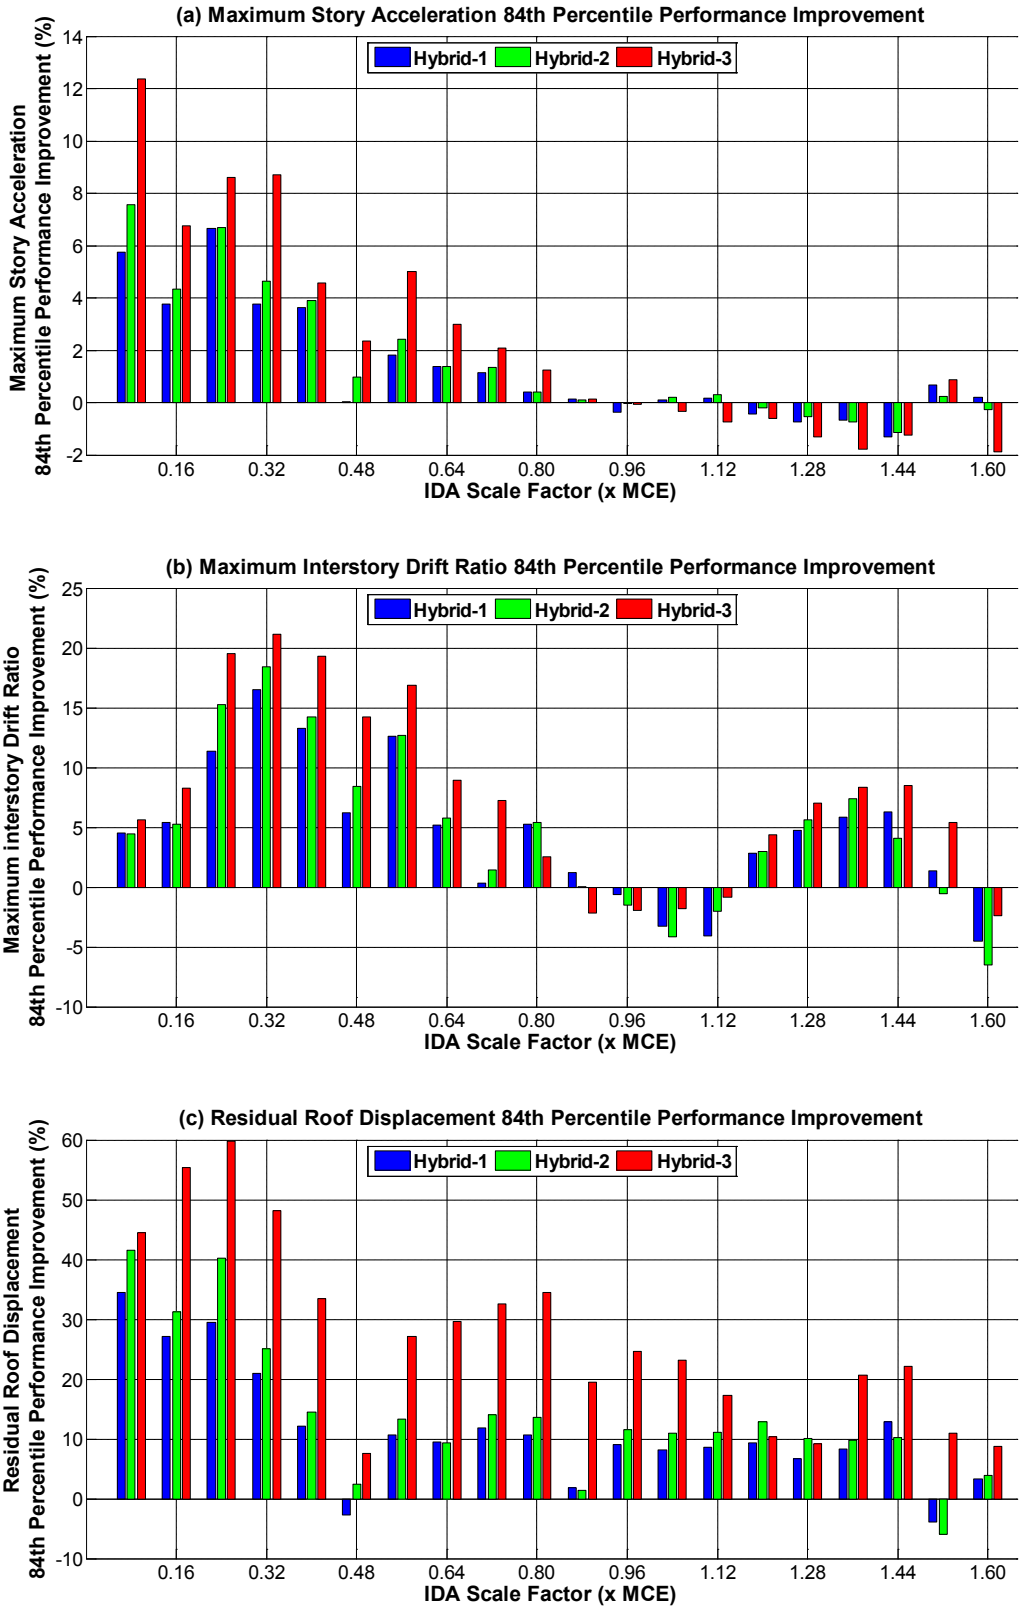 (a) Maximum Story Acceleration 84th Percentile Performance Improvement
Maximum Story Acceleration
84th Percentile Performance Improvement (%)
14
12
10
8
6
4
2
0
-2
Hybrid-1 Hybrid-2 Hybrid-3
0.16 0.32 0.48 0.64 0.80 0.96 1.12 1.28 1.44 1.60
IDA Scale Factor (x MCE)
(b) Maximum Interstory Drift Ratio 84th Percentile Performance Improvement
Maximum interstory Drift Ratio
84th Percentile Performance Improvement (%)
25
20
15
10
5
0
-5
-10
Hybrid-1 Hybrid-2 Hybrid-3
0.16 0.32 0.48 0.64 0.80 0.96 1.12 1.28 1.44 1.60
IDA Scale Factor (x MCE)
(c) Residual Roof Displacement 84th Percentile Performance Improvement
Residual Roof Displacement
84th Percentile Performance Improvement (%)
60
50
40
30
20
10
0
-10
Hybrid-1 Hybrid-2 Hybrid-3
0.16 0.32 0.48 0.64 0.80 0.96 1.12 1.28 1.44 1.60
IDA Scale Factor (x MCE)